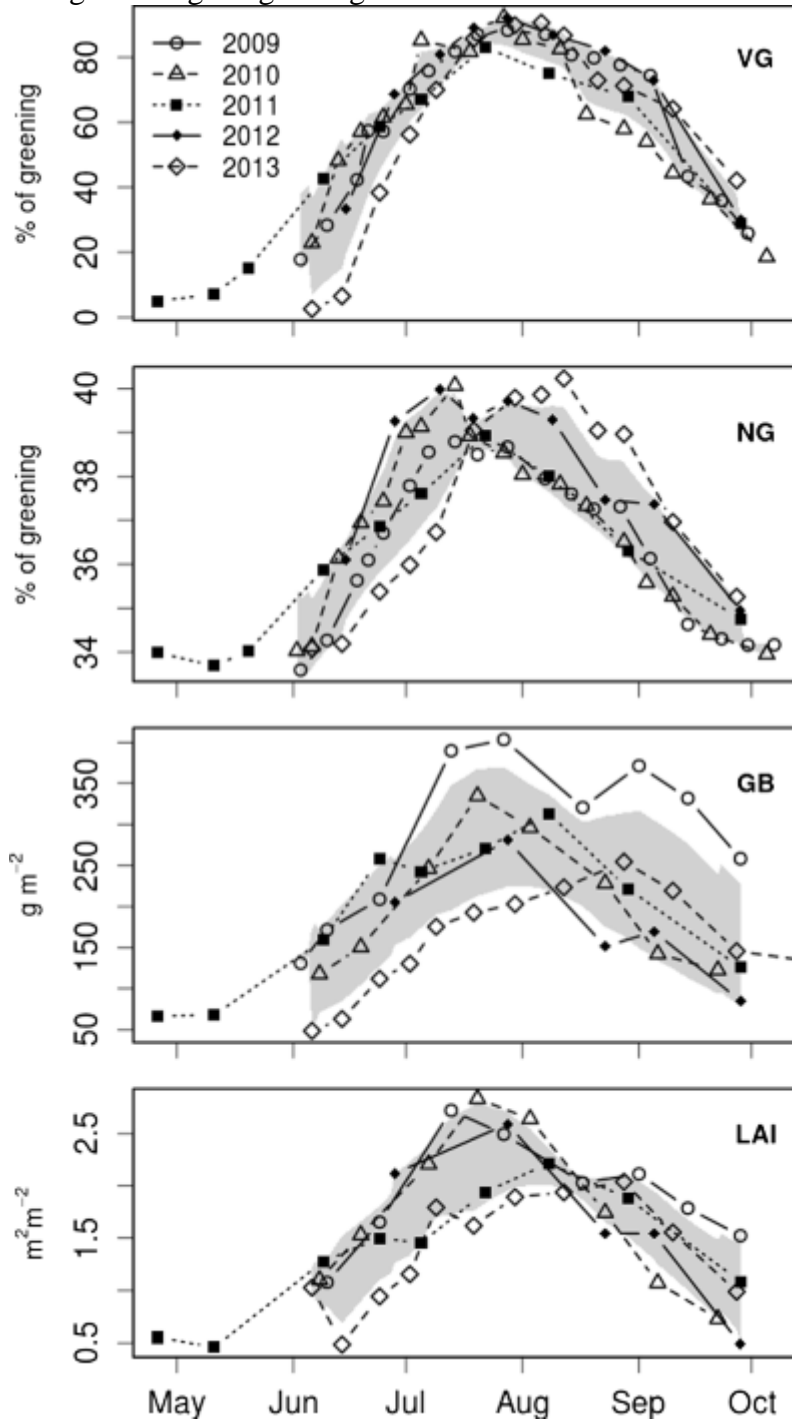 2009
2010
2011
2012
2013
VG
% of greening
0 20 40 60 80
NG
% of greening
34 36 38 40
GB
g m⁻²
50 150 250 350
LAI
m²m⁻²
0.5 1.5 2.5
May Jun Jul Aug Sep Oct